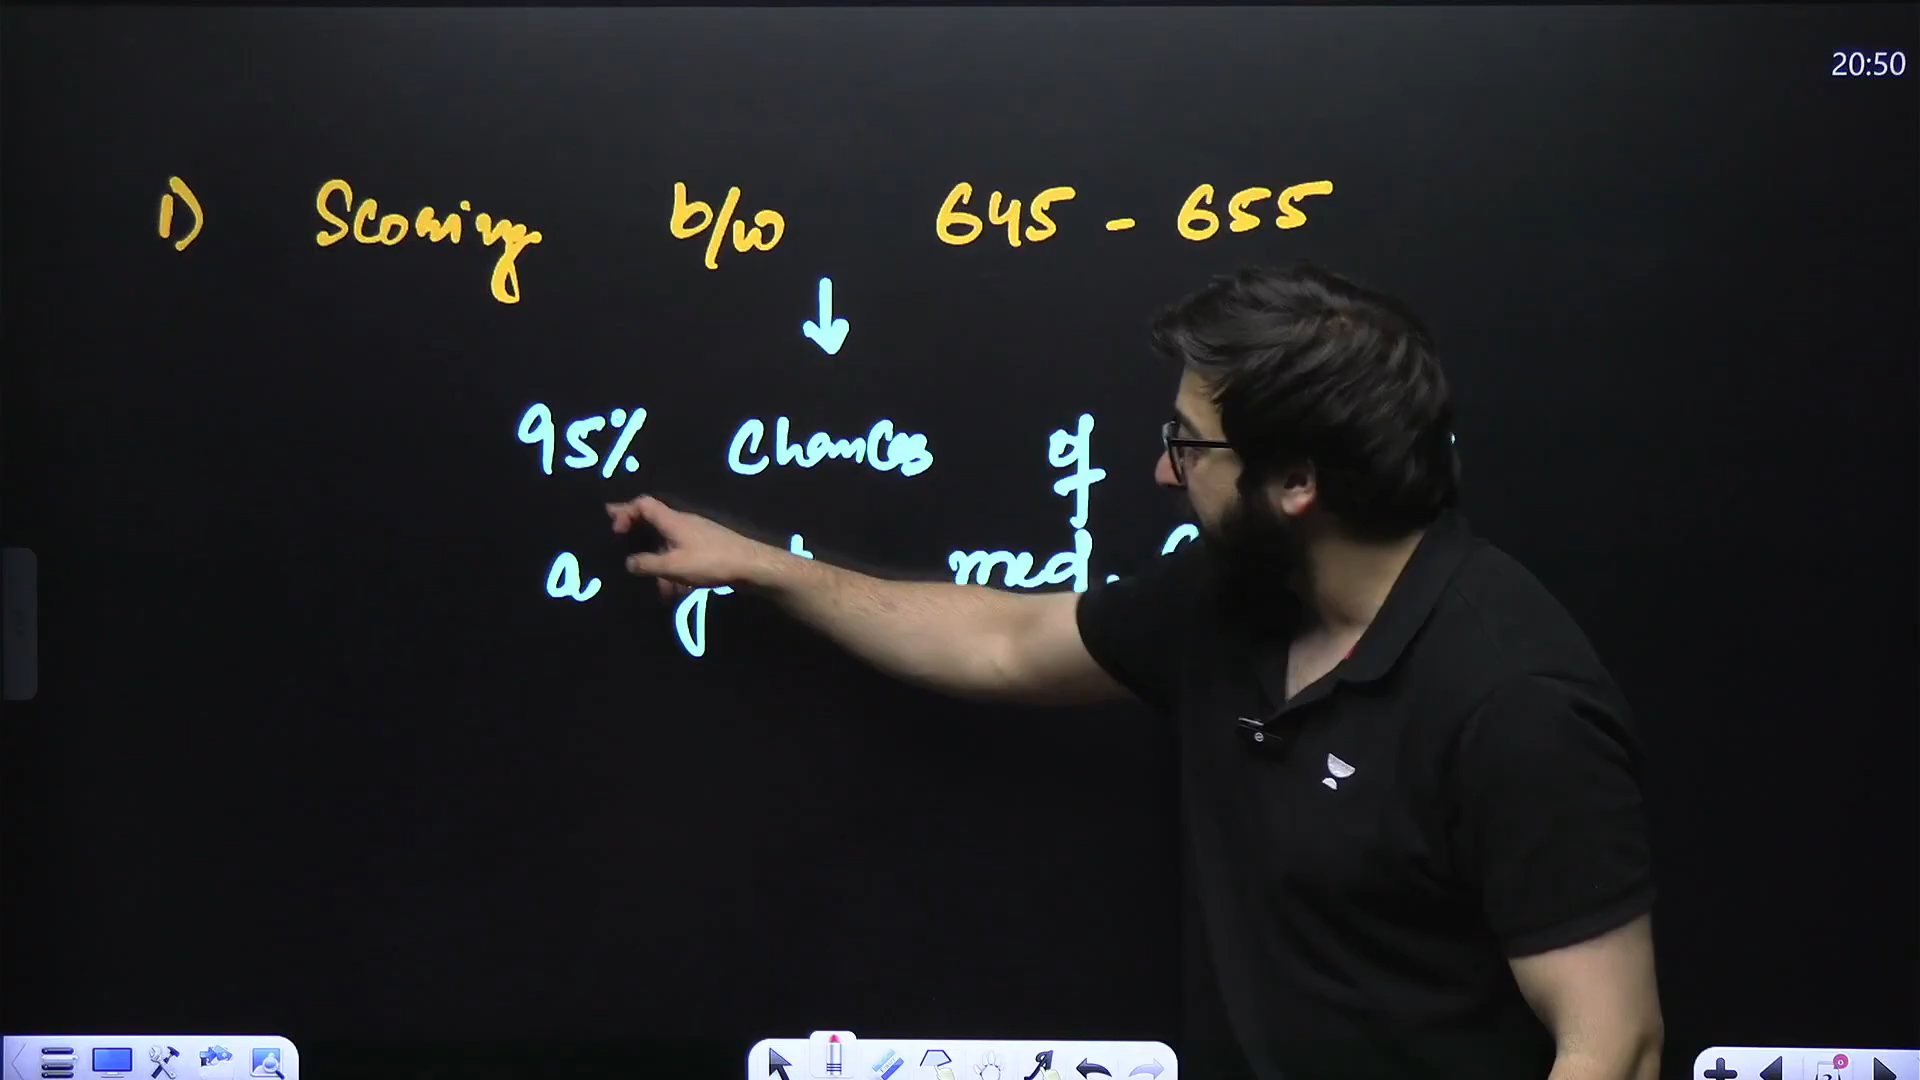 20:50
1) Scoring b/w 645 - 655
95% chances of
a med.